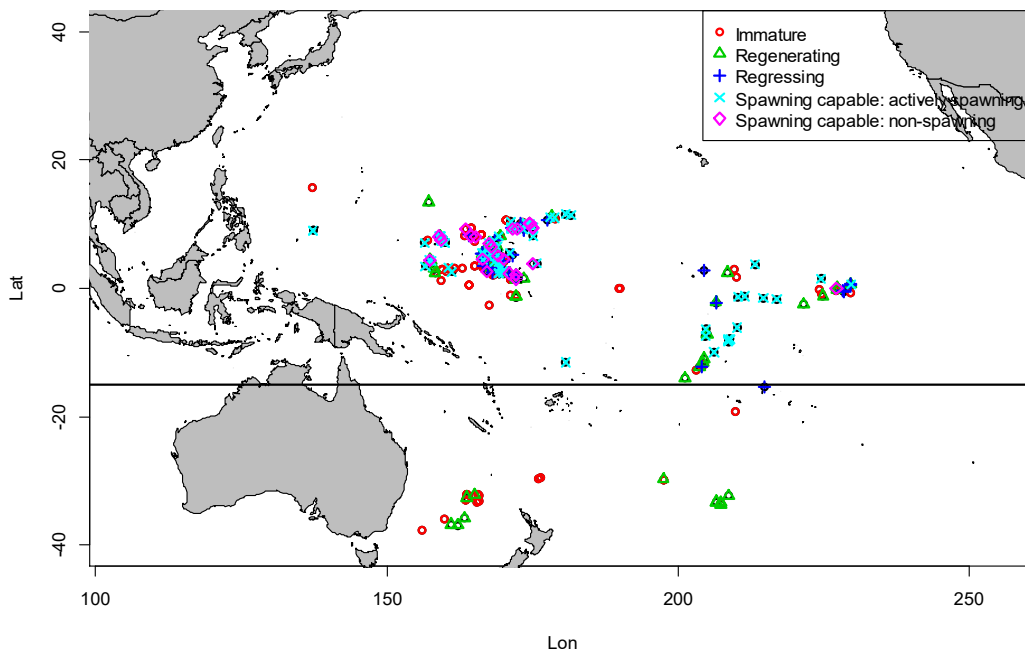 40
20
0
-20
-40
Lat
Immature
Regenerating
Regressing
Spawning capable: actively spawning
Spawning capable: non-spawning
100
150
200
250
Lon